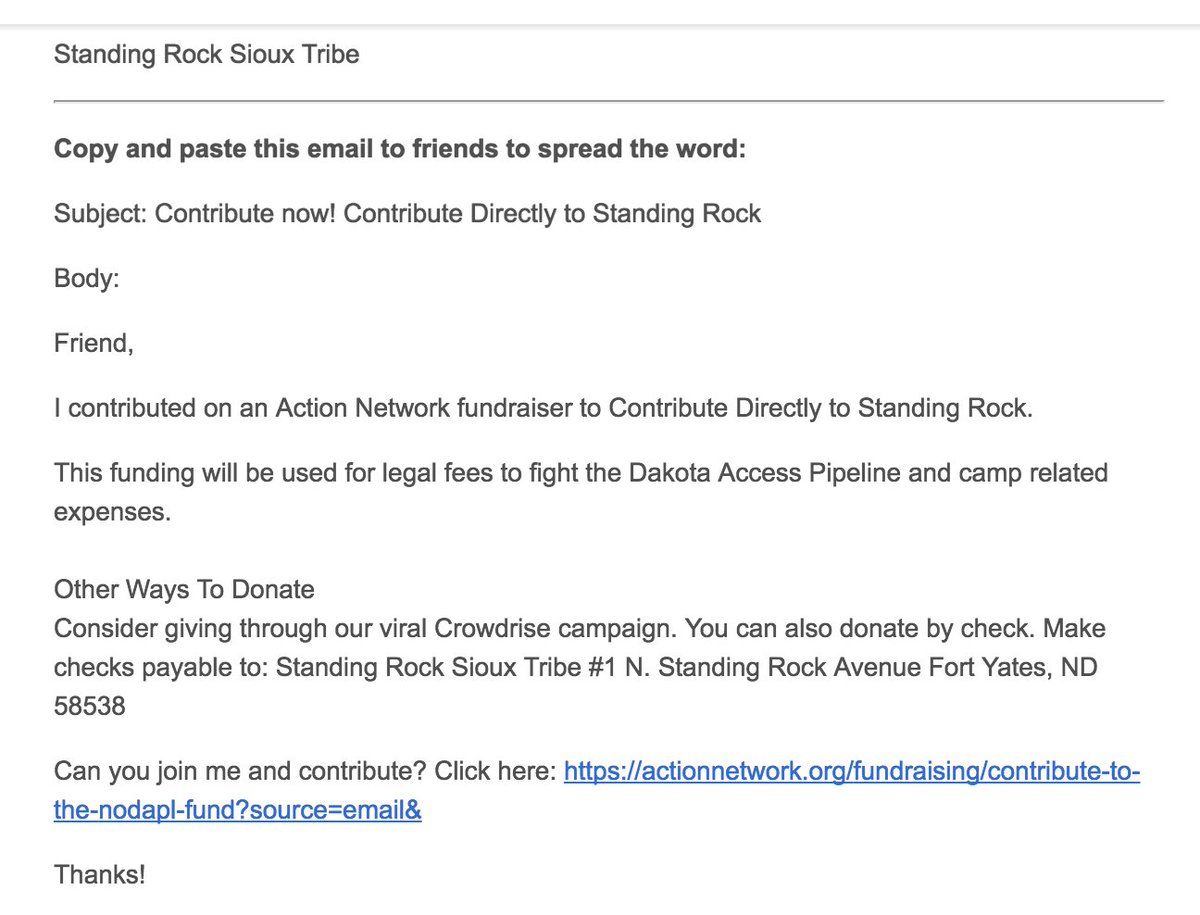 Standing Rock Sioux Tribe
Copy and paste this email to friends to spread the word:
Subject: Contribute now! Contribute Directly to Standing Rock
Body:
Friend,
I contributed on an Action Network fundraiser to Contribute Directly to Standing Rock.
This funding will be used for legal fees to fight the Dakota Access Pipeline and camp related
expenses.
Other Ways To Donate
Consider giving through our viral Crowdrise campaign. You can also donate by check. Make
checks payable to: Standing Rock Sioux Tribe #1 N. Standing Rock Avenue Fort Yates, ND
58538
Can you join me and contribute? Click here: https://actionnetwork.org/fundraising/contribute-to-
the-nodapl-fund?source=email&
Thanks!